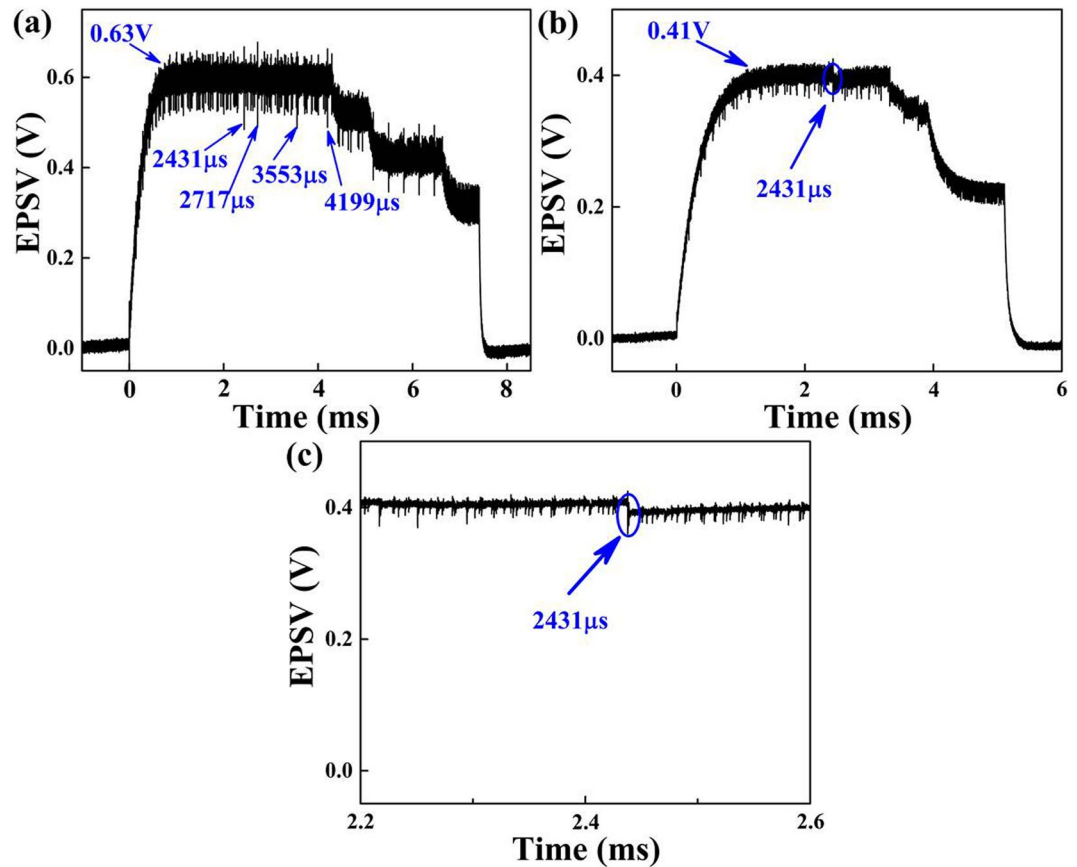 (a)
0.63V
0.6
0.4
0.2
0.0
EPSV (V)
2431μs
2717μs
3553μs
4199μs
0 2 4 6 8
Time (ms)
(b)
0.41V
0.4
0.2
0.0
EPSV (V)
2431μs
0 2 4 6
Time (ms)
(c)
0.4
0.2
0.0
EPSV (V)
2431μs
2.2 2.4 2.6
Time (ms)